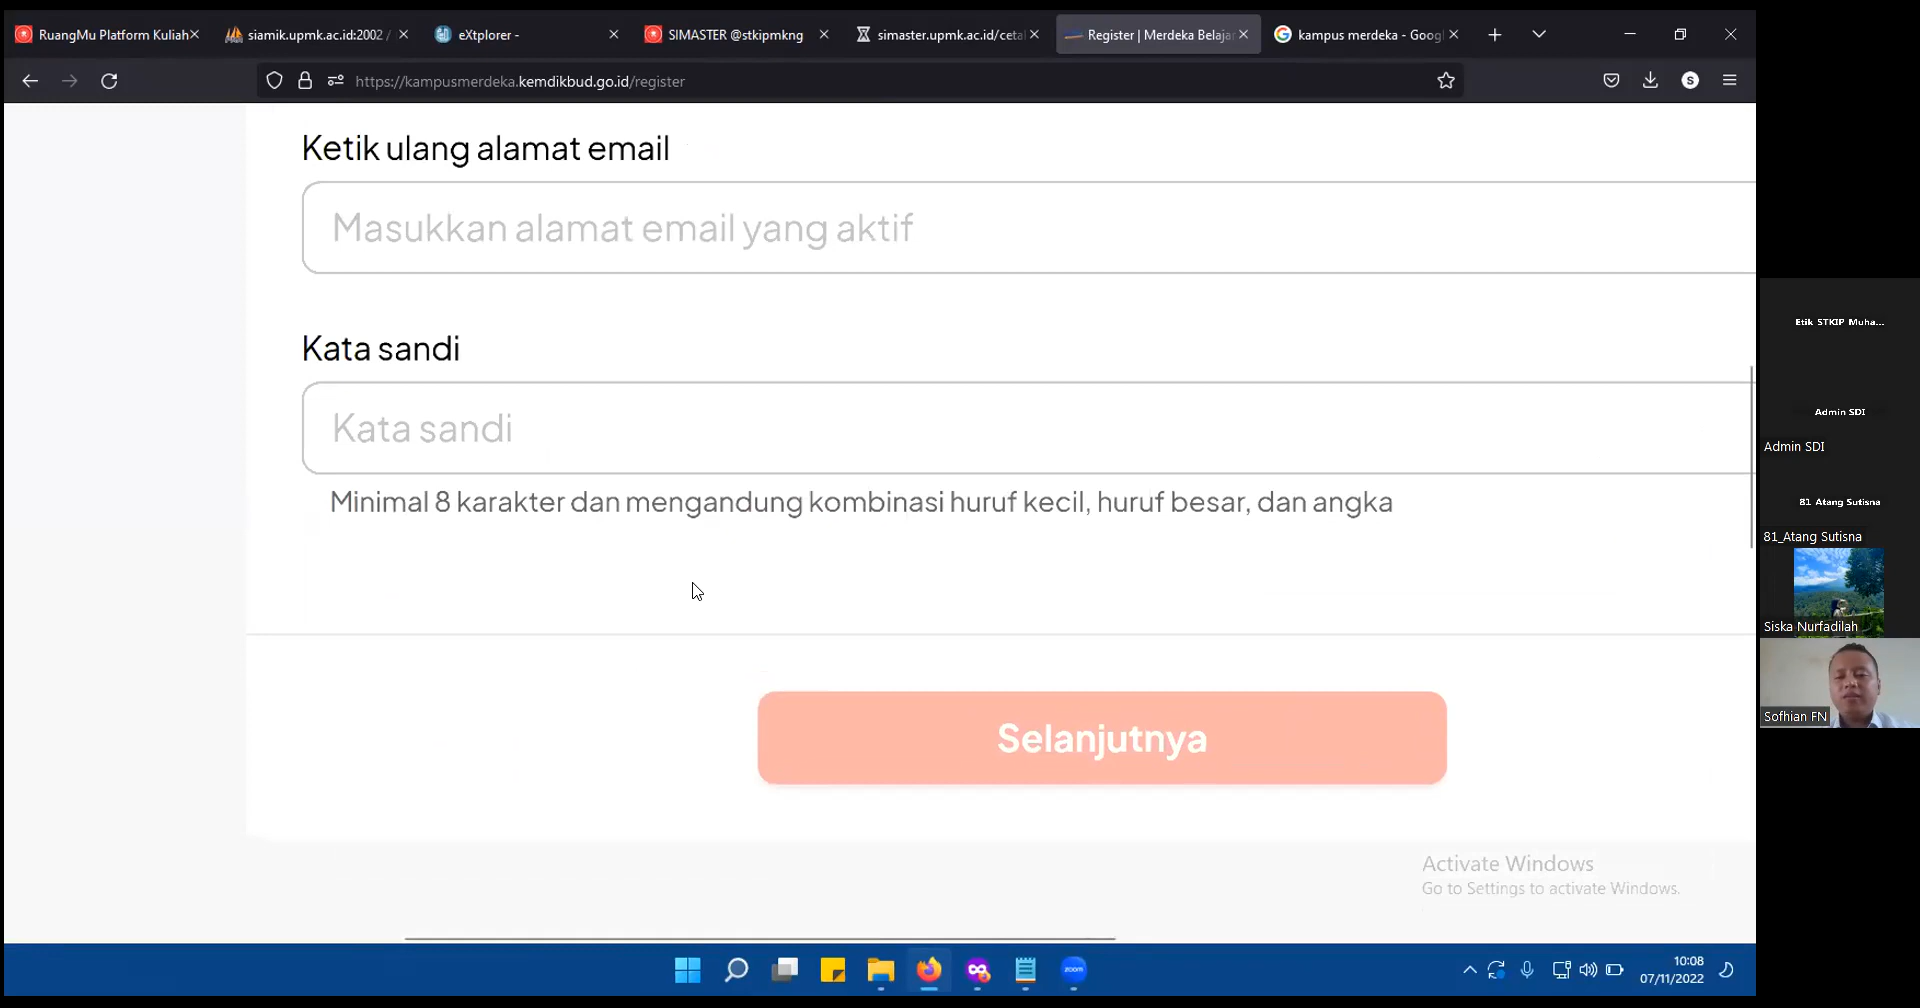 RuangMu Platform Kuliah
siamik.upmk.ac.id:2002 /
eXtplorer -
SIMASTER @stkipmkng
simaster.upmk.ac.id/ceta
Register | Merdeka Belaja
kampus merdeka - Goog
https://kampusmerdeka.kemdikbud.go.id/register
S
Ketik ulang alamat email
Masukkan alamat email yang aktif
Kata sandi
Kata sandi
Minimal 8 karakter dan mengandung kombinasi huruf kecil, huruf besar, dan angka
Selanjutnya
Activate Windows
Go to Settings to activate Windows.
Etik STKIP Muha...
Admin SDI
Admin SDI
81 Atang Sutisna
81_Atang Sutisna
Siska Nurfadilah
Sofhian FN
zoom
10:08
07/11/2022